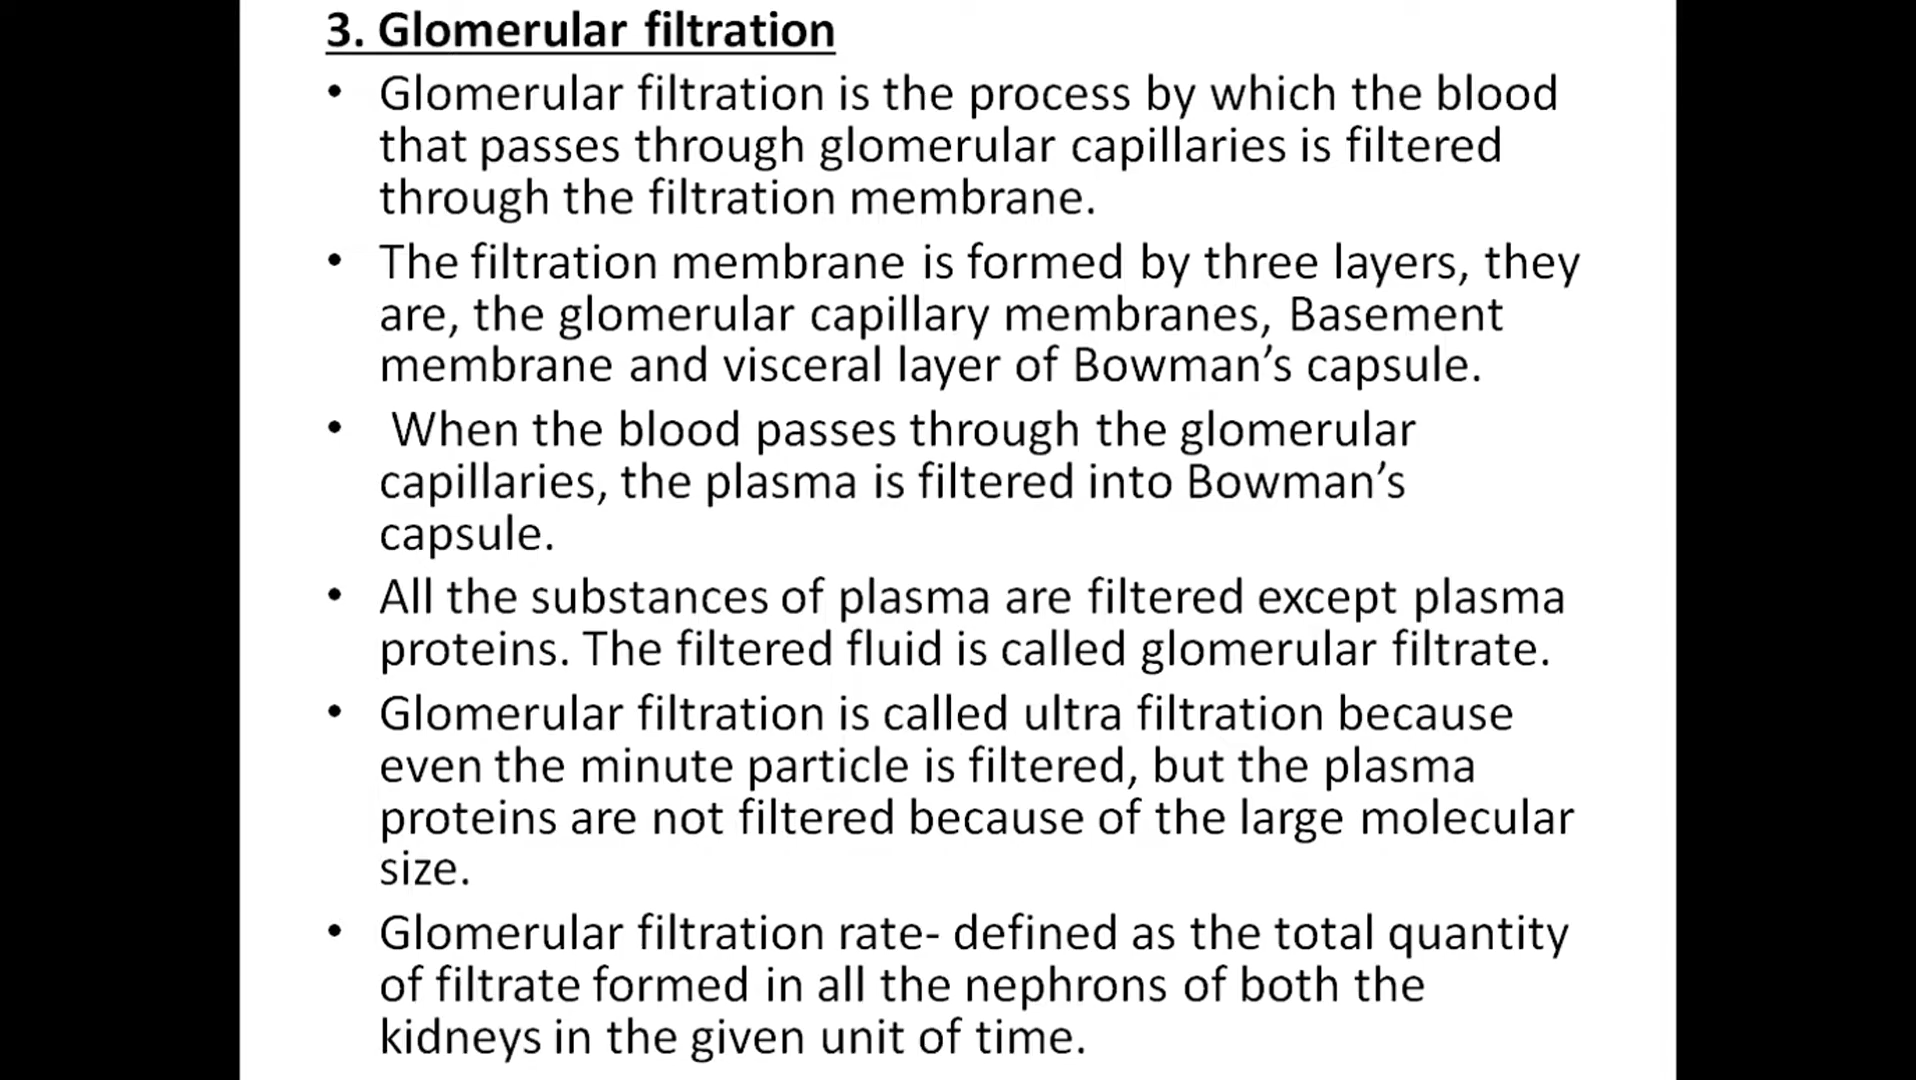 3. Glomerular filtration
• Glomerular filtration is the process by which the blood
that passes through glomerular capillaries is filtered
through the filtration membrane.
• The filtration membrane is formed by three layers, they
are, the glomerular capillary membranes, Basement
membrane and visceral layer of Bowman’s capsule.
• When the blood passes through the glomerular
capillaries, the plasma is filtered into Bowman’s
capsule.
• All the substances of plasma are filtered except plasma
proteins. The filtered fluid is called glomerular filtrate.
• Glomerular filtration is called ultra filtration because
even the minute particle is filtered, but the plasma
proteins are not filtered because of the large molecular
size.
• Glomerular filtration rate- defined as the total quantity
of filtrate formed in all the nephrons of both the
kidneys in the given unit of time.